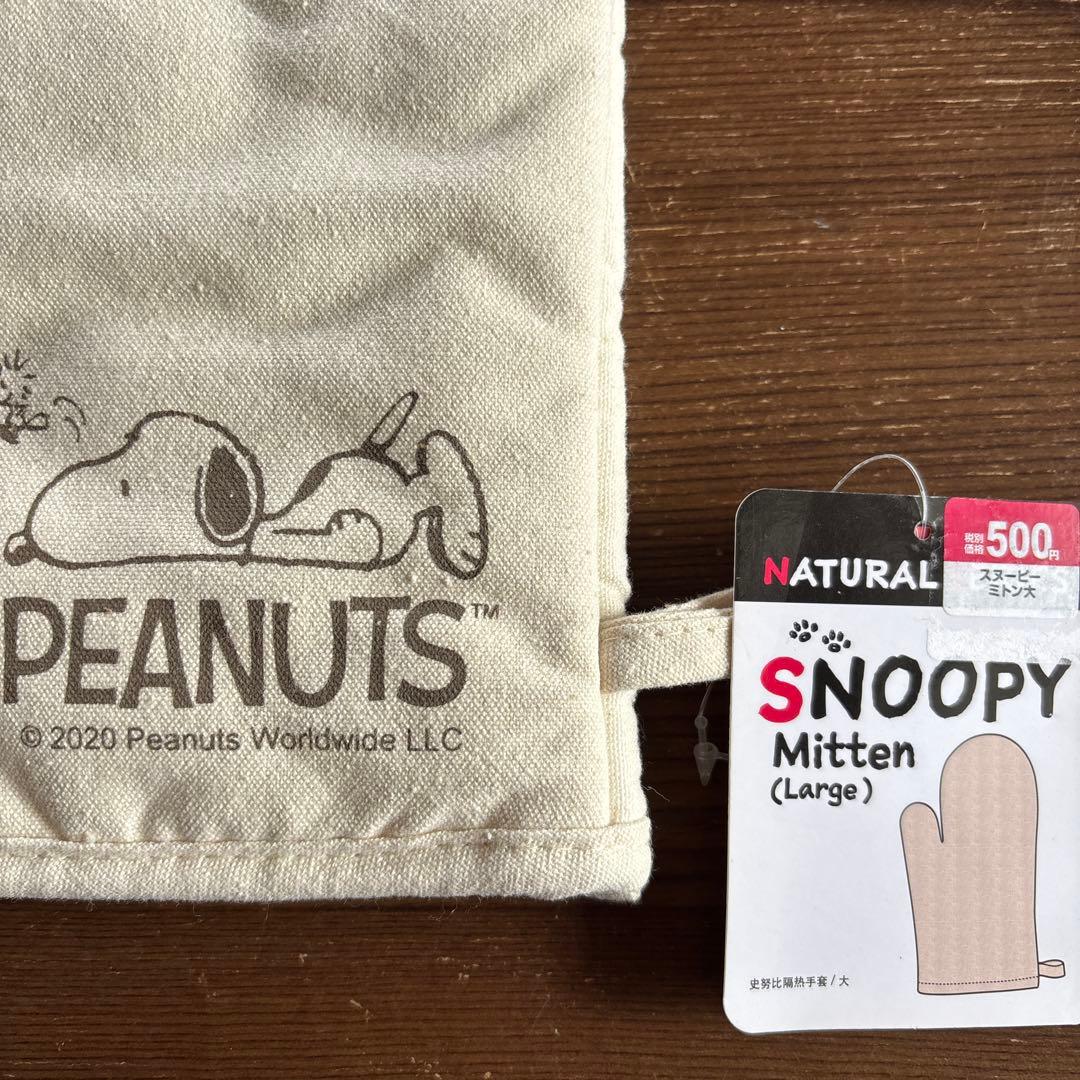 PEANUTS™
© 2020 Peanuts Worldwide LLC
NATURAL
税別
価格 500円
スヌーピー
ミトン大
SNOOPY
Mitten
(Large)
史努比隔热手套/大